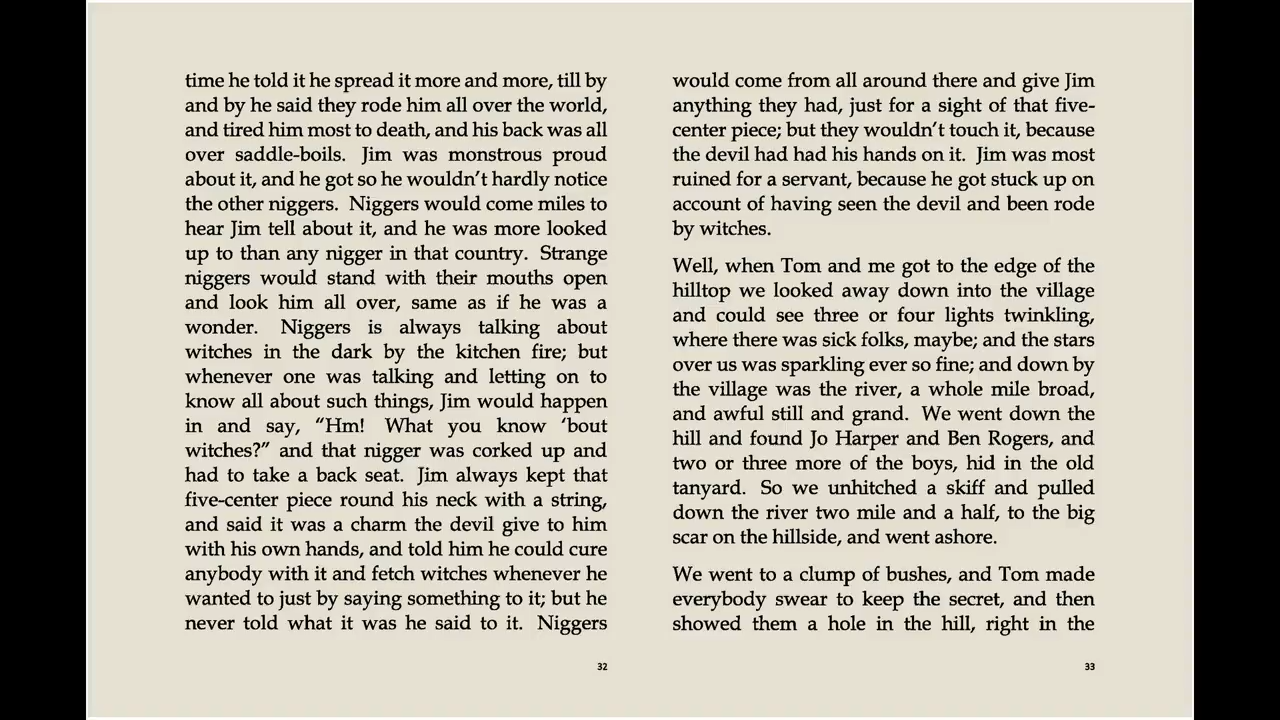 time he told it he spread it more and more, till by
and by he said they rode him all over the world,
and tired him most to death, and his back was all
over saddle-boils. Jim was monstrous proud
about it, and he got so he wouldn’t hardly notice
the other niggers. Niggers would come miles to
hear Jim tell about it, and he was more looked
up to than any nigger in that country. Strange
niggers would stand with their mouths open
and look him all over, same as if he was a
wonder. Niggers is always talking about
witches in the dark by the kitchen fire; but
whenever one was talking and letting on to
know all about such things, Jim would happen
in and say, “Hm! What you know ‘bout
witches?” and that nigger was corked up and
had to take a back seat. Jim always kept that
five-center piece round his neck with a string,
and said it was a charm the devil give to him
with his own hands, and told him he could cure
anybody with it and fetch witches whenever he
wanted to just by saying something to it; but he
never told what it was he said to it. Niggers
32
would come from all around there and give Jim
anything they had, just for a sight of that five-
center piece; but they wouldn’t touch it, because
the devil had had his hands on it. Jim was most
ruined for a servant, because he got stuck up on
account of having seen the devil and been rode
by witches.
Well, when Tom and me got to the edge of the
hilltop we looked away down into the village
and could see three or four lights twinkling,
where there was sick folks, maybe; and the stars
over us was sparkling ever so fine; and down by
the village was the river, a whole mile broad,
and awful still and grand. We went down the
hill and found Jo Harper and Ben Rogers, and
two or three more of the boys, hid in the old
tanyard. So we unhitched a skiff and pulled
down the river two mile and a half, to the big
scar on the hillside, and went ashore.
We went to a clump of bushes, and Tom made
everybody swear to keep the secret, and then
showed them a hole in the hill, right in the
33